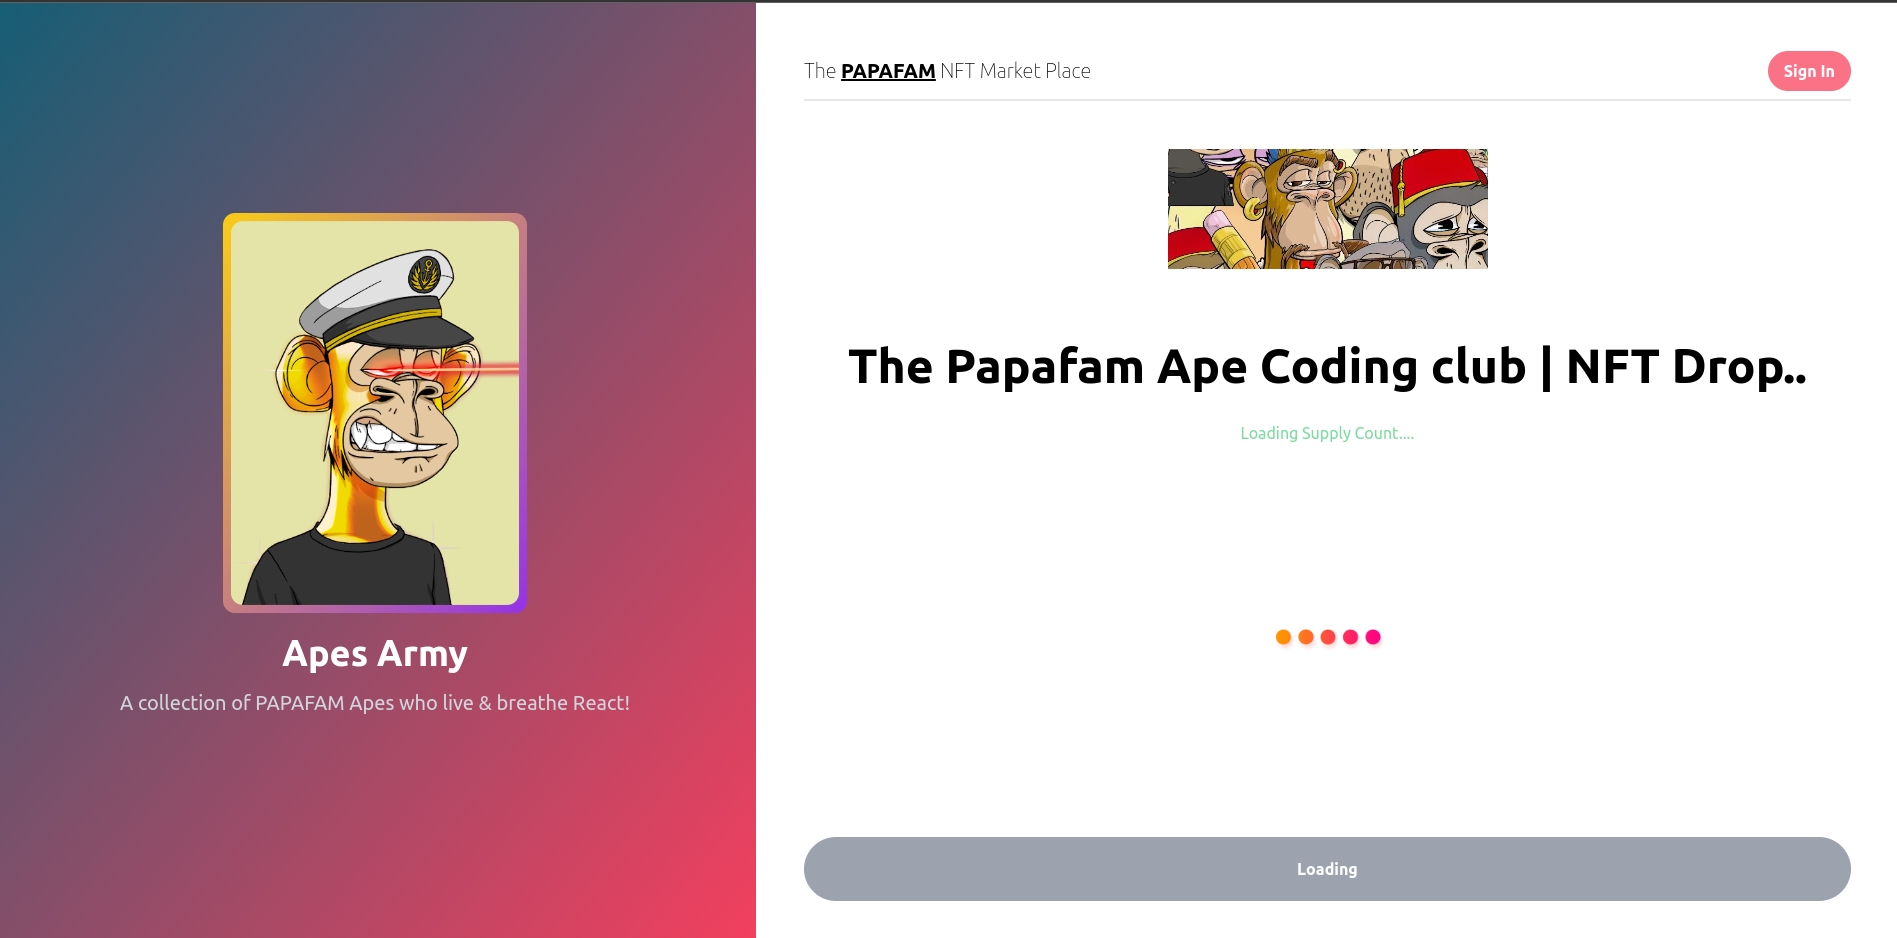 Apes Army
A collection of PAPAFAM Apes who live & breathe React!
The PAPAFAM NFT Market Place
Sign In
The Papafam Ape Coding club | NFT Drop..
Loading Supply Count....
Loading